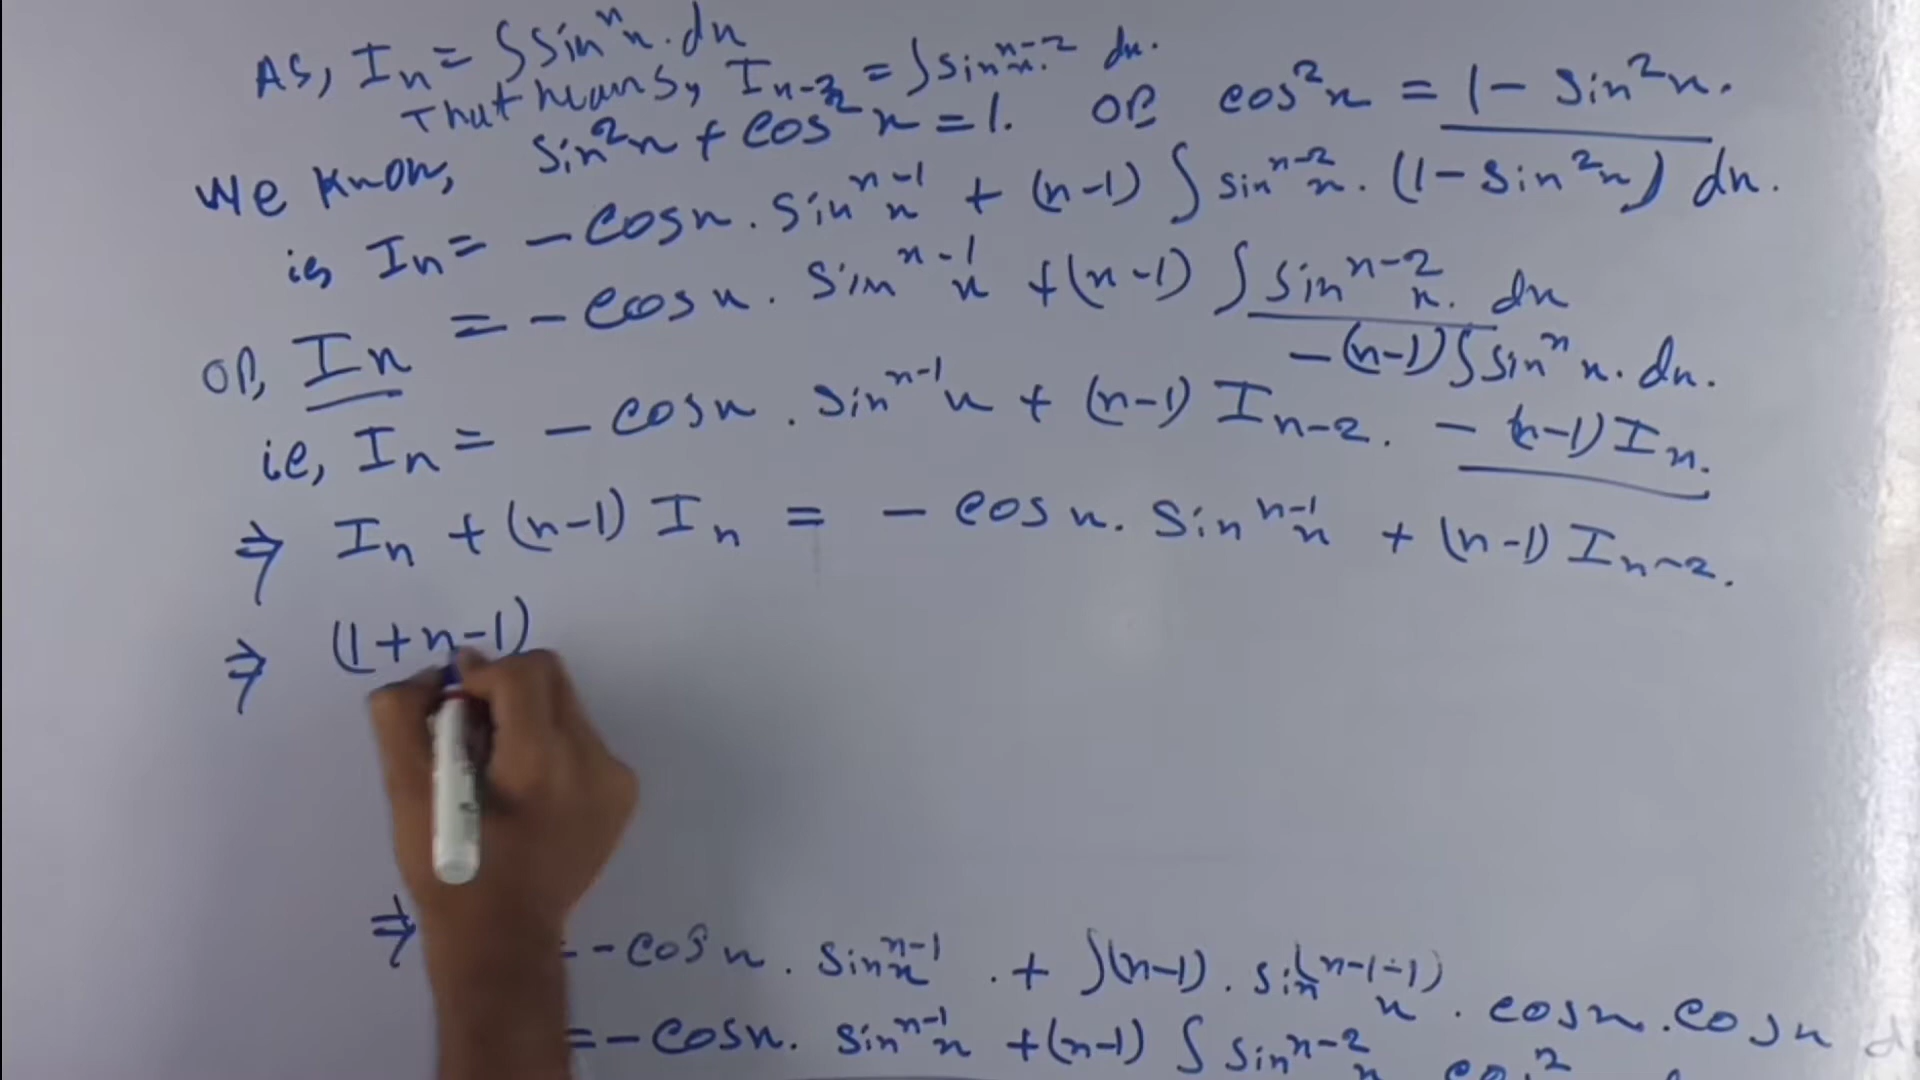 As, Iₙ = ∫Sinⁿx.dx
That means, Iₙ₋₂ = ∫sinⁿ⁻²x. dx.
We know, Sin²x + Cos²x = 1. OR cos²x = 1 - Sin²x.
ie, Iₙ = - Cosx. Sinⁿ⁻¹x + (n-1) ∫ sinⁿ⁻²x. (1 - Sin²x) dx.
OR, Iₙ = - Cosx. Sinⁿ⁻¹x + (n-1) ∫ Sinⁿ⁻²x. dx
- (n-1) ∫Sinⁿx. dx.
ie, Iₙ = - Cosx. Sinⁿ⁻¹x + (n-1) Iₙ₋₂. - (n-1) Iₙ.
⇒ Iₙ + (n-1) Iₙ = - Cosx. Sinⁿ⁻¹x + (n-1) Iₙ₋₂.
⇒ (1+n-1)
⇒ = - Cosx. Sinⁿ⁻¹x. + ∫(n-1). Sin⁽ⁿ⁻¹⁻¹⁾x. Cosx. Cosx
= - Cosx. Sinⁿ⁻¹x + (n-1) ∫ Sinⁿ⁻²x